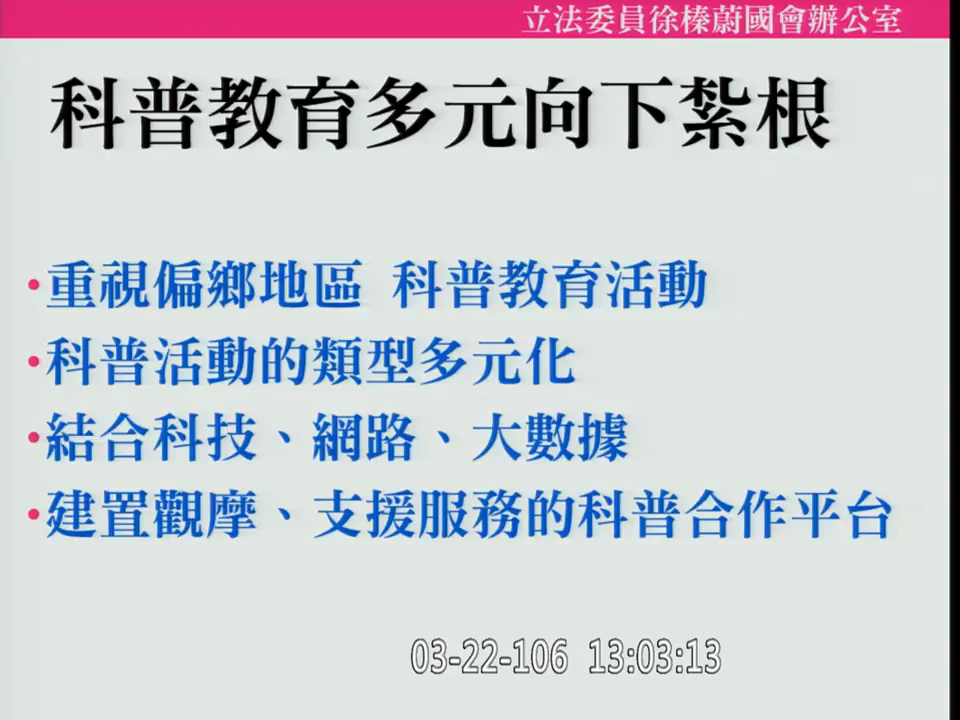 立法委員徐榛蔚國會辦公室
科普教育多元向下紮根
•重視偏鄉地區 科普教育活動
•科普活動的類型多元化
•結合科技、網路、大數據
•建置觀摩、支援服務的科普合作平台
03-22-106 13:03:13